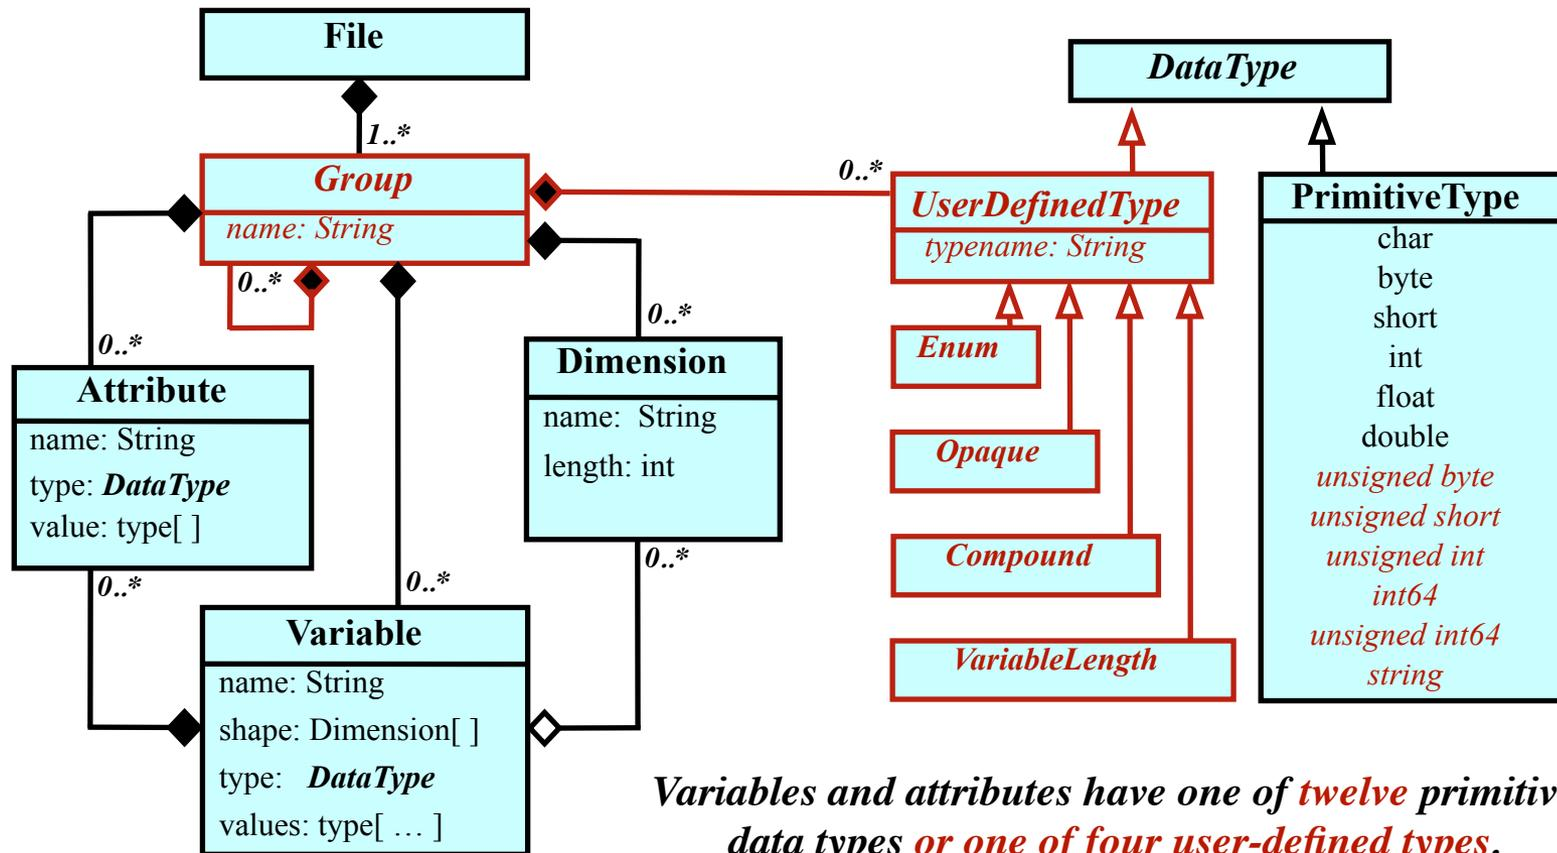 File
1..*
Group
name: String
0..*
0..*
0..*
0..*
0..*
Attribute
name: String
type: DataType
value: type[ ]
0..*
Dimension
name:  String
length: int
0..*
Variable
name: String
shape: Dimension[ ]
type:   DataType
values: type[ … ]
DataType
UserDefinedType
typename: String
Enum
Opaque
Compound
VariableLength
PrimitiveType
char
byte
short
int
float
double
unsigned byte
unsigned short
unsigned int
int64
unsigned int64
string
Variables and attributes have one of twelve primitiv
data types or one of four user-defined types.